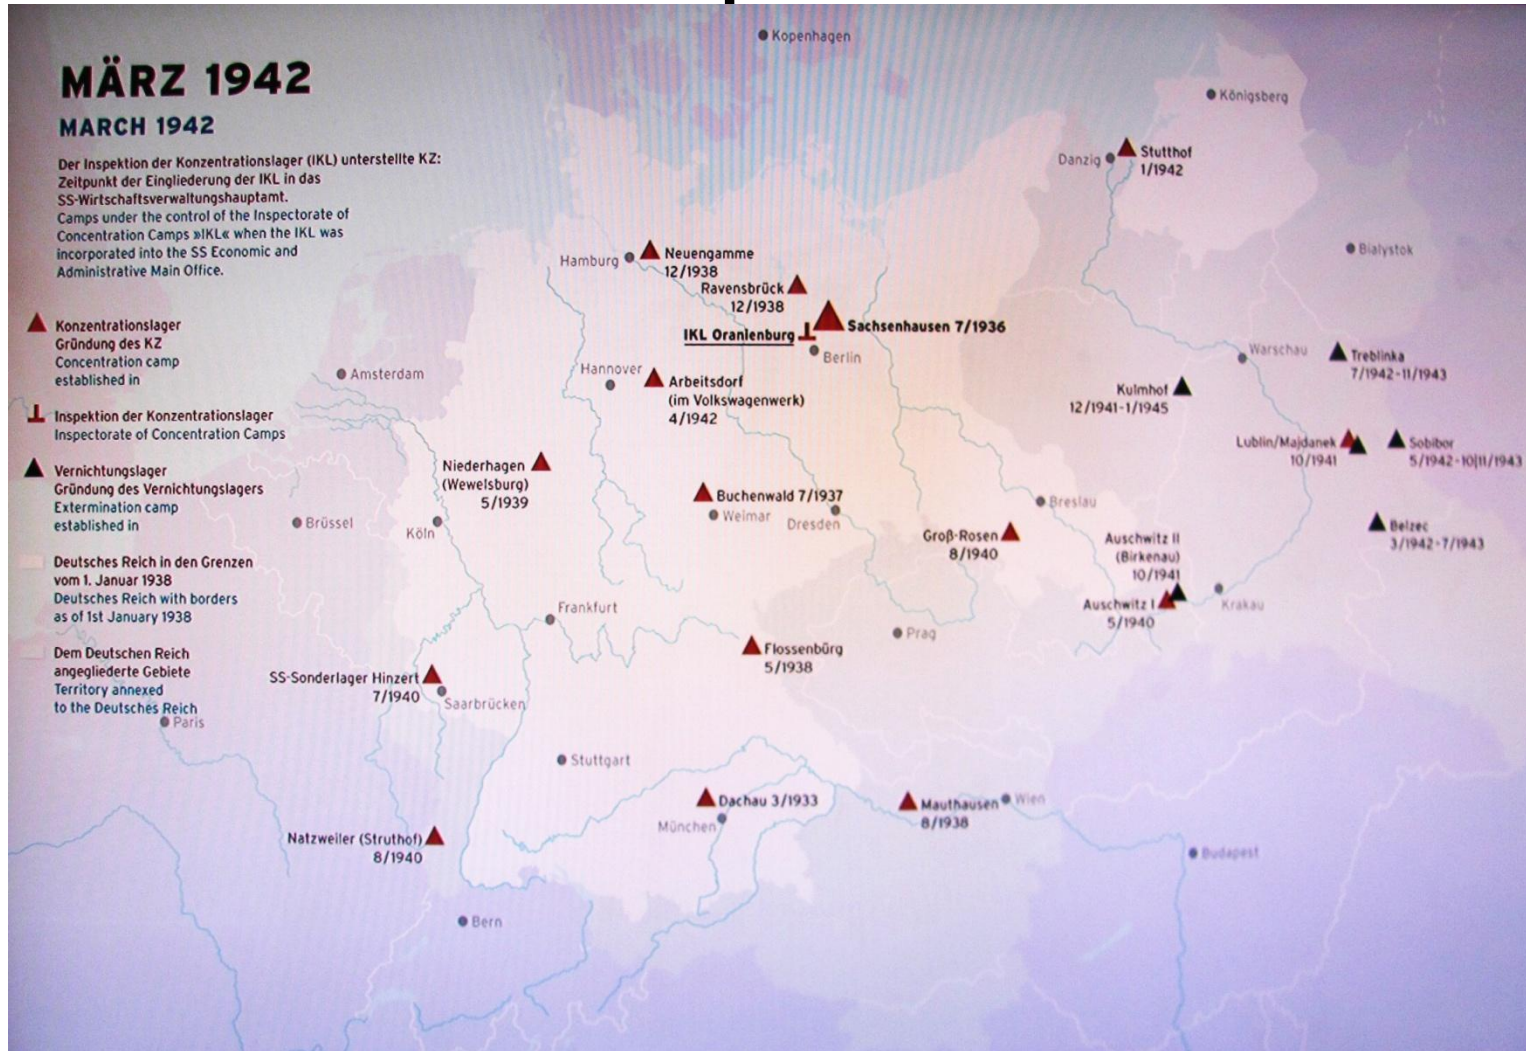 MÄRZ 1942
MARCH 1942
Der Inspektion der Konzentrationslager (IKL) unterstellte KZ:
Zeitpunkt der Eingliederung der IKL in das
SS-Wirtschaftsverwaltungshauptamt.
Camps under the control of the Inspectorate of
Concentration Camps »IKL« when the IKL was
incorporated into the SS Economic and
Administrative Main Office.
Konzentrationslager
Gründung des KZ
Concentration camp
established in
Inspektion der Konzentrationslager
Inspectorate of Concentration Camps
Vernichtungslager
Gründung des Vernichtungslagers
Extermination camp
established in
Deutsches Reich in den Grenzen
vom 1. Januar 1938
Deutsches Reich with borders
as of 1st January 1938
Dem Deutschen Reich
angegliederte Gebiete
Territory annexed
to the Deutsches Reich
Kopenhagen
Königsberg
Danzig
Stutthof
1/1942
Bialystok
Hamburg
Neuengamme
12/1938
Ravensbrück
12/1938
IKL Oranienburg
Sachsenhausen 7/1936
Berlin
Warschau
Treblinka
7/1942-11/1943
Amsterdam
Hannover
Arbeitsdorf
(im Volkswagenwerk)
4/1942
Kulmhof
12/1941-1/1945
Lublin/Majdanek
10/1941
Sobibor
5/1942-10|11/1943
Niederhagen
(Wewelsburg)
5/1939
Buchenwald 7/1937
Weimar
Dresden
Breslau
Brüssel
Köln
Groß-Rosen
8/1940
Belzec
3/1942-7/1943
Auschwitz II
(Birkenau)
10/1941
Auschwitz I
5/1940
Krakau
Frankfurt
Prag
Flossenbürg
5/1938
SS-Sonderlager Hinzert
7/1940
Saarbrücken
Paris
Stuttgart
Dachau 3/1933
München
Mauthausen
8/1938
Wien
Natzweiler (Struthof)
8/1940
Budapest
Bern